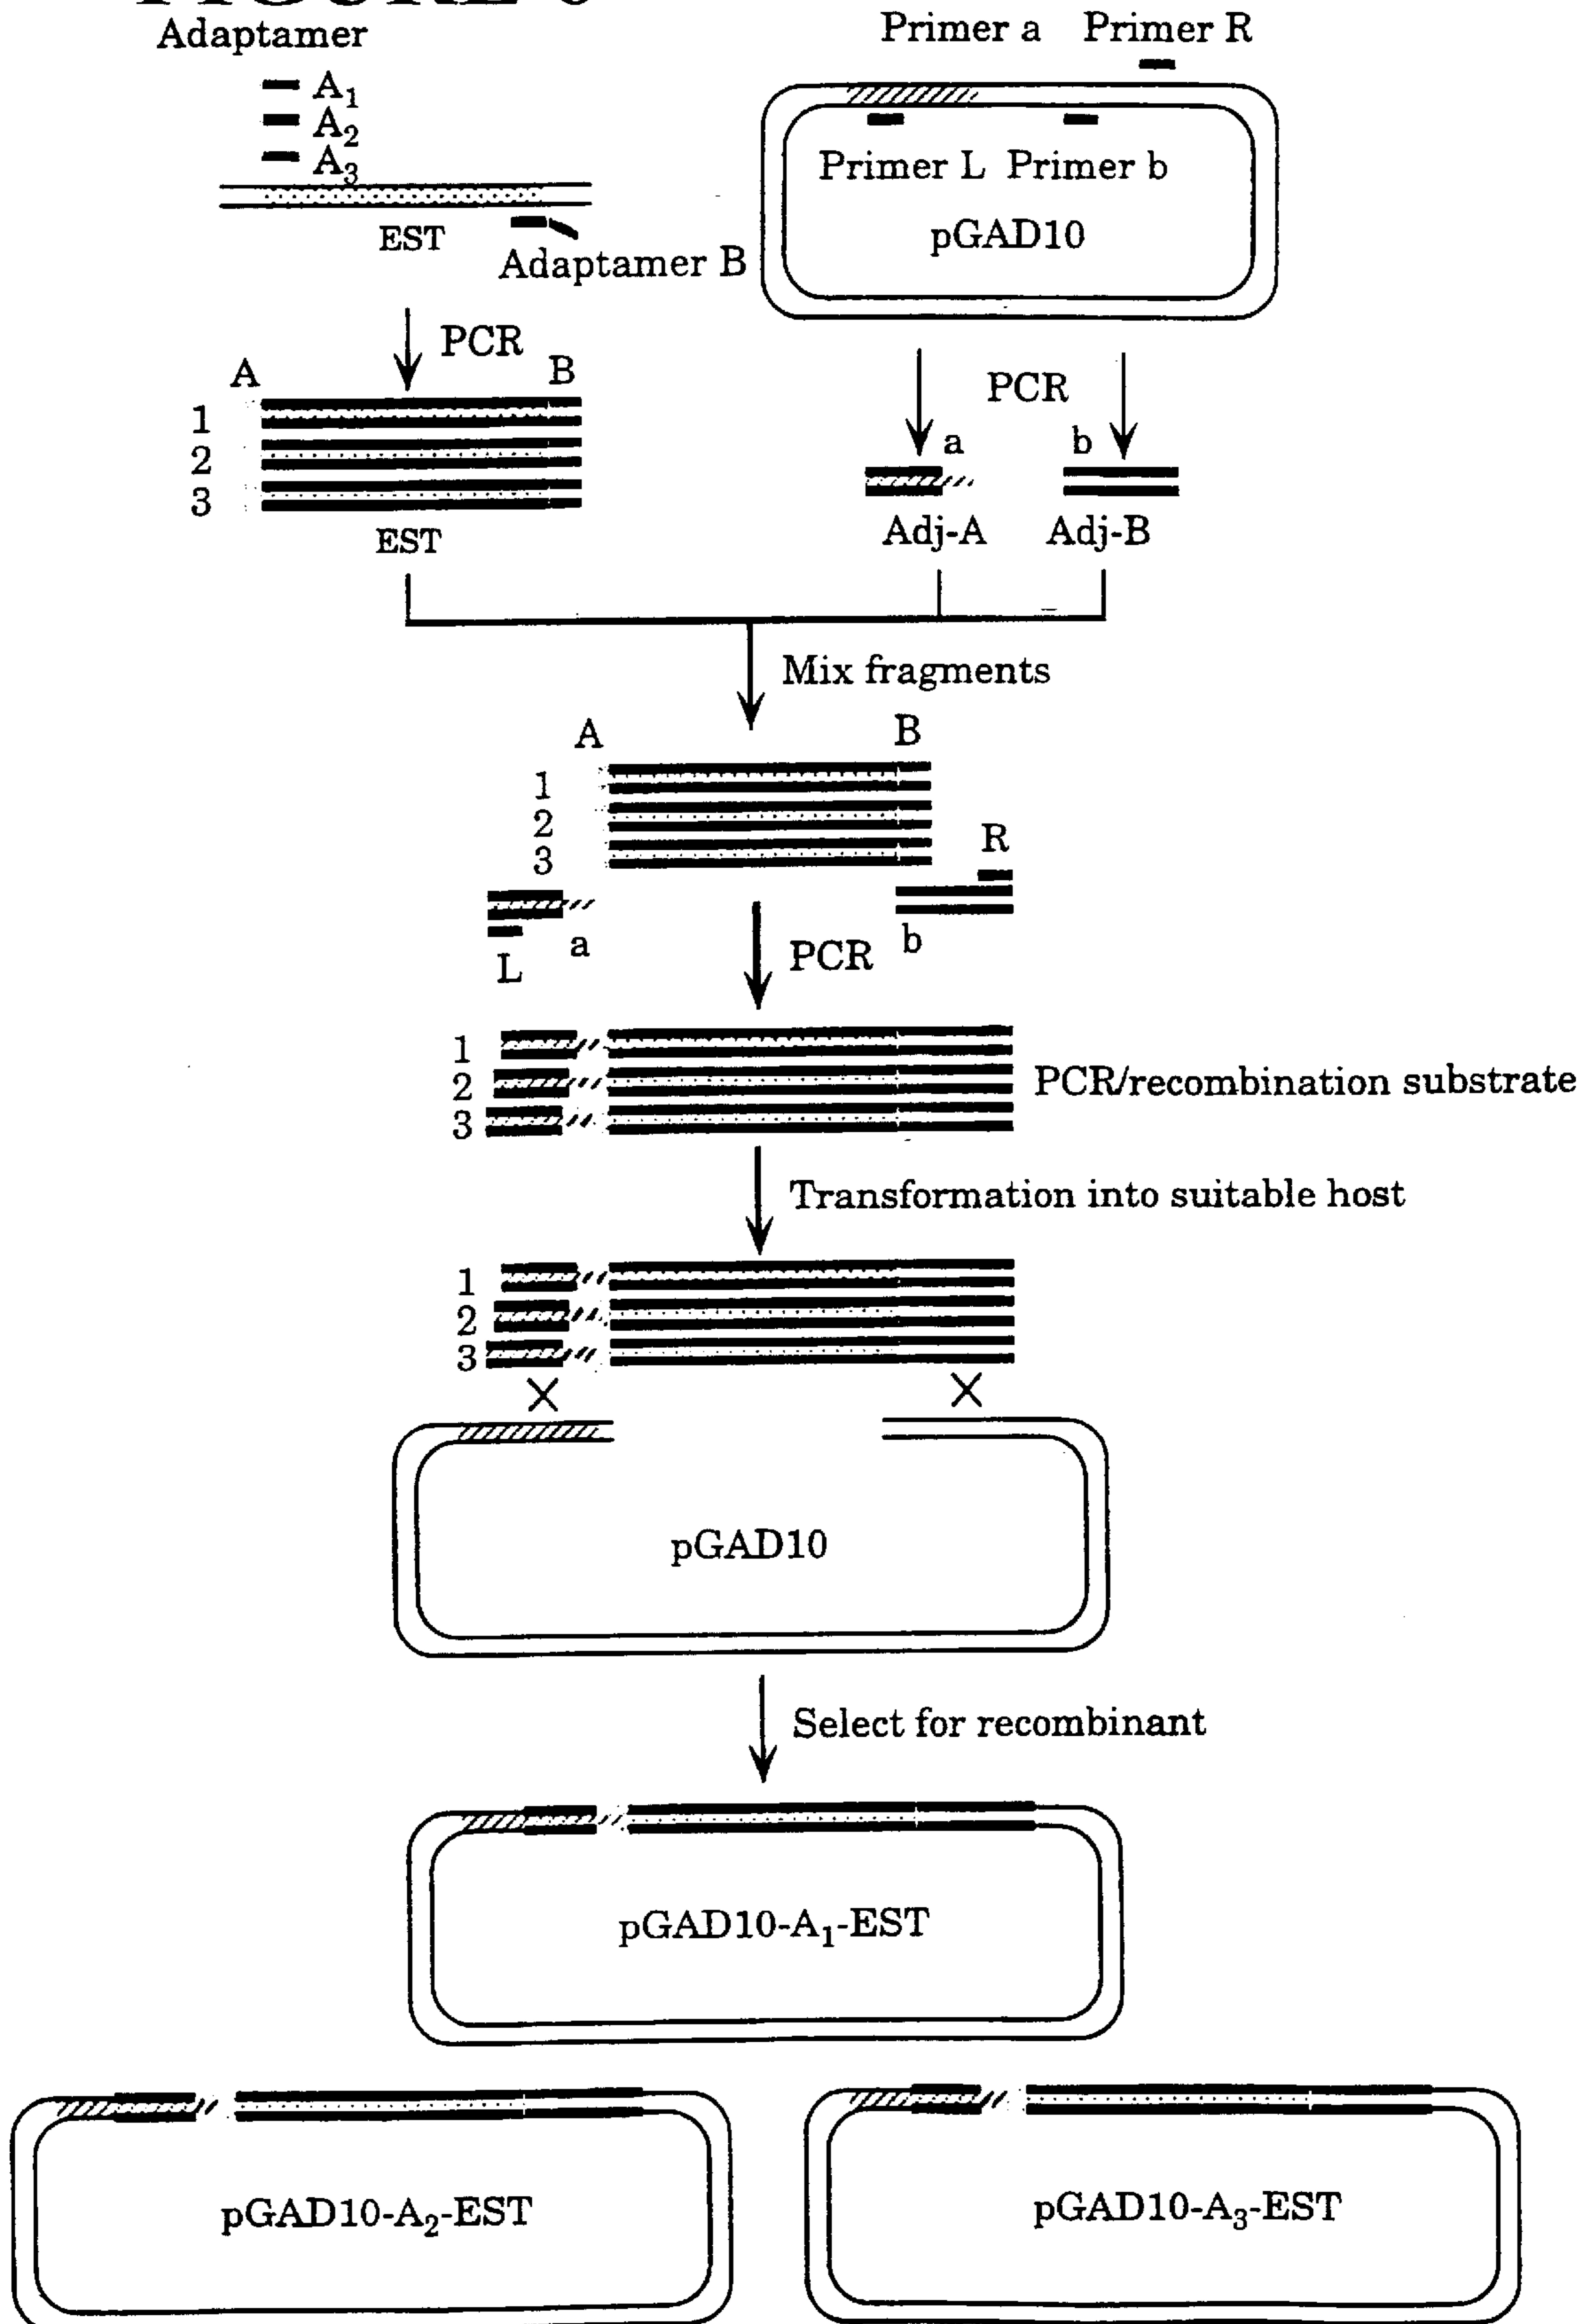 Adaptamer
A1
A2
A3
EST
Adaptamer B
Primer a Primer R
Primer L Primer b
pGAD10
PCR
A B
1
2
3
EST
PCR
a b
Adj-A Adj-B
Mix fragments
A B
1
2
3
R
a
L
b
PCR
1
2
3
PCR/recombination substrate
Transformation into suitable host
1
2
3
X X
pGAD10
Select for recombinant
pGAD10-A1-EST
pGAD10-A2-EST
pGAD10-A3-EST